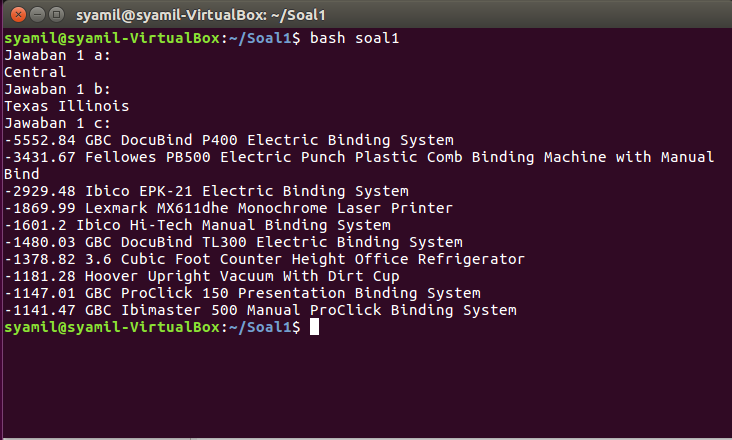 syamil@syamil-VirtualBox: ~/Soal1
syamil@syamil-VirtualBox:~/Soal1$ bash soal1
Jawaban 1 a:
Central
Jawaban 1 b:
Texas Illinois
Jawaban 1 c:
-5552.84 GBC DocuBind P400 Electric Binding System
-3431.67 Fellowes PB500 Electric Punch Plastic Comb Binding Machine with Manual
Bind
-2929.48 Ibico EPK-21 Electric Binding System
-1869.99 Lexmark MX611dhe Monochrome Laser Printer
-1601.2 Ibico Hi-Tech Manual Binding System
-1480.03 GBC DocuBind TL300 Electric Binding System
-1378.82 3.6 Cubic Foot Counter Height Office Refrigerator
-1181.28 Hoover Upright Vacuum With Dirt Cup
-1147.01 GBC ProClick 150 Presentation Binding System
-1141.47 GBC Ibimaster 500 Manual ProClick Binding System
syamil@syamil-VirtualBox:~/Soal1$